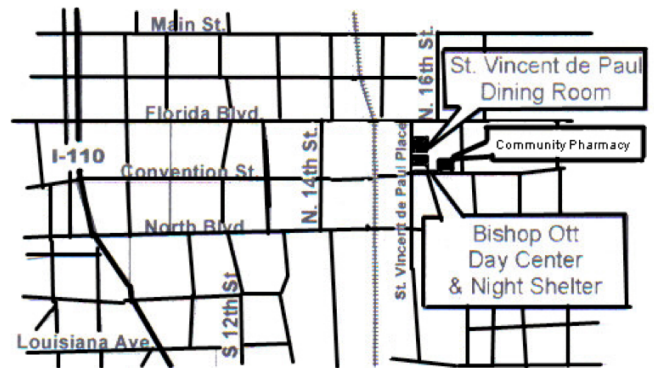 Main St.
N. 16th St.
St. Vincent de Paul
Dining Room
Florida Blvd.
Community Pharmacy
I-110
Convention St.
N. 14th St.
St. Vincent de Paul Place
North Blvd
Bishop Ott
Day Center
& Night Shelter
S 12th St
Louisiana Ave